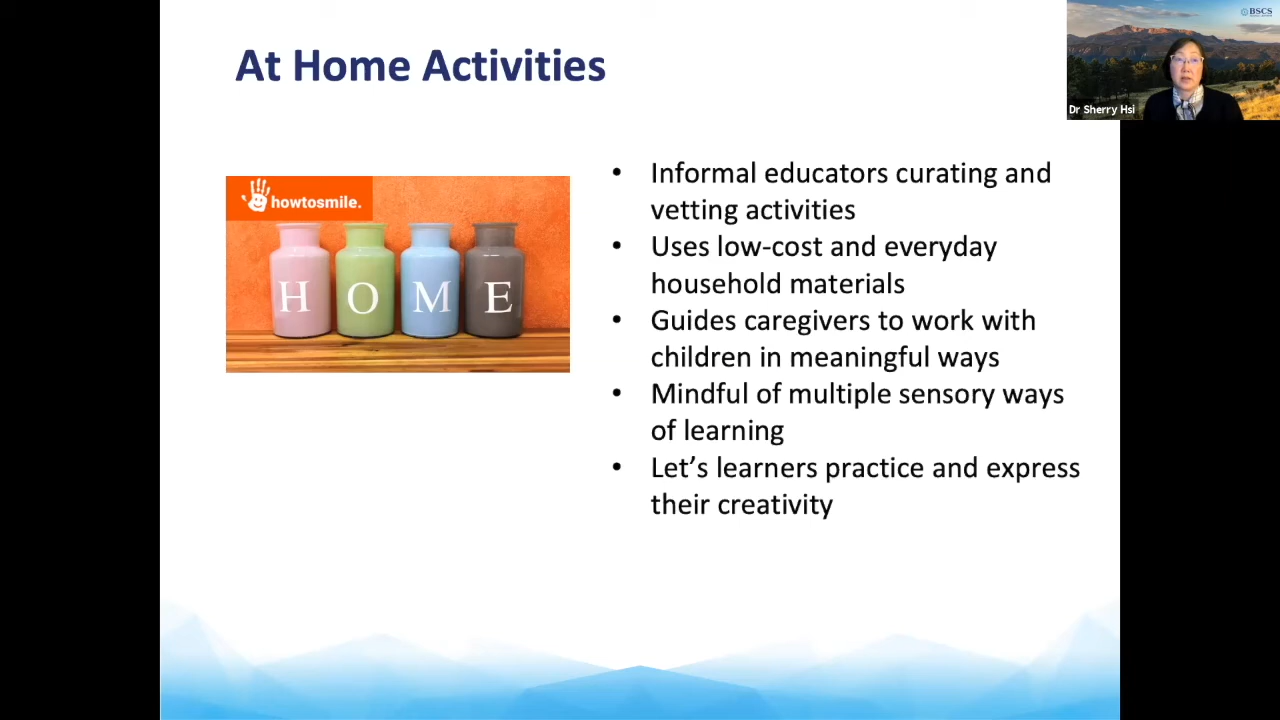 At Home Activities
BSCS
Dr Sherry Hsi
howtosmile.
H O M E
• Informal educators curating and
vetting activities
• Uses low-cost and everyday
household materials
• Guides caregivers to work with
children in meaningful ways
• Mindful of multiple sensory ways
of learning
• Let’s learners practice and express
their creativity